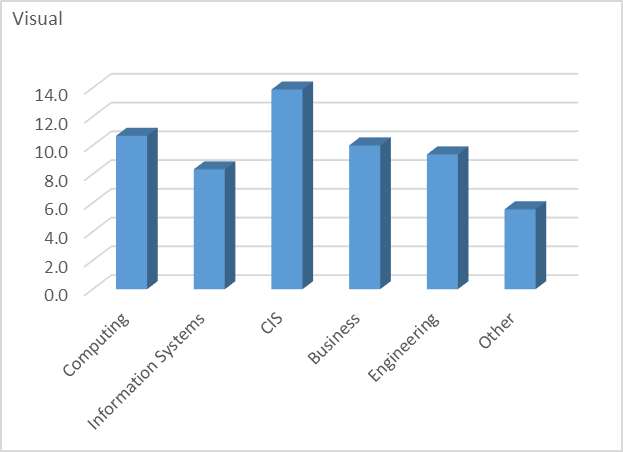 Visual
14.0
12.0
10.0
8.0
6.0
4.0
2.0
0.0
Computing
Information Systems
CIS
Business
Engineering
Other